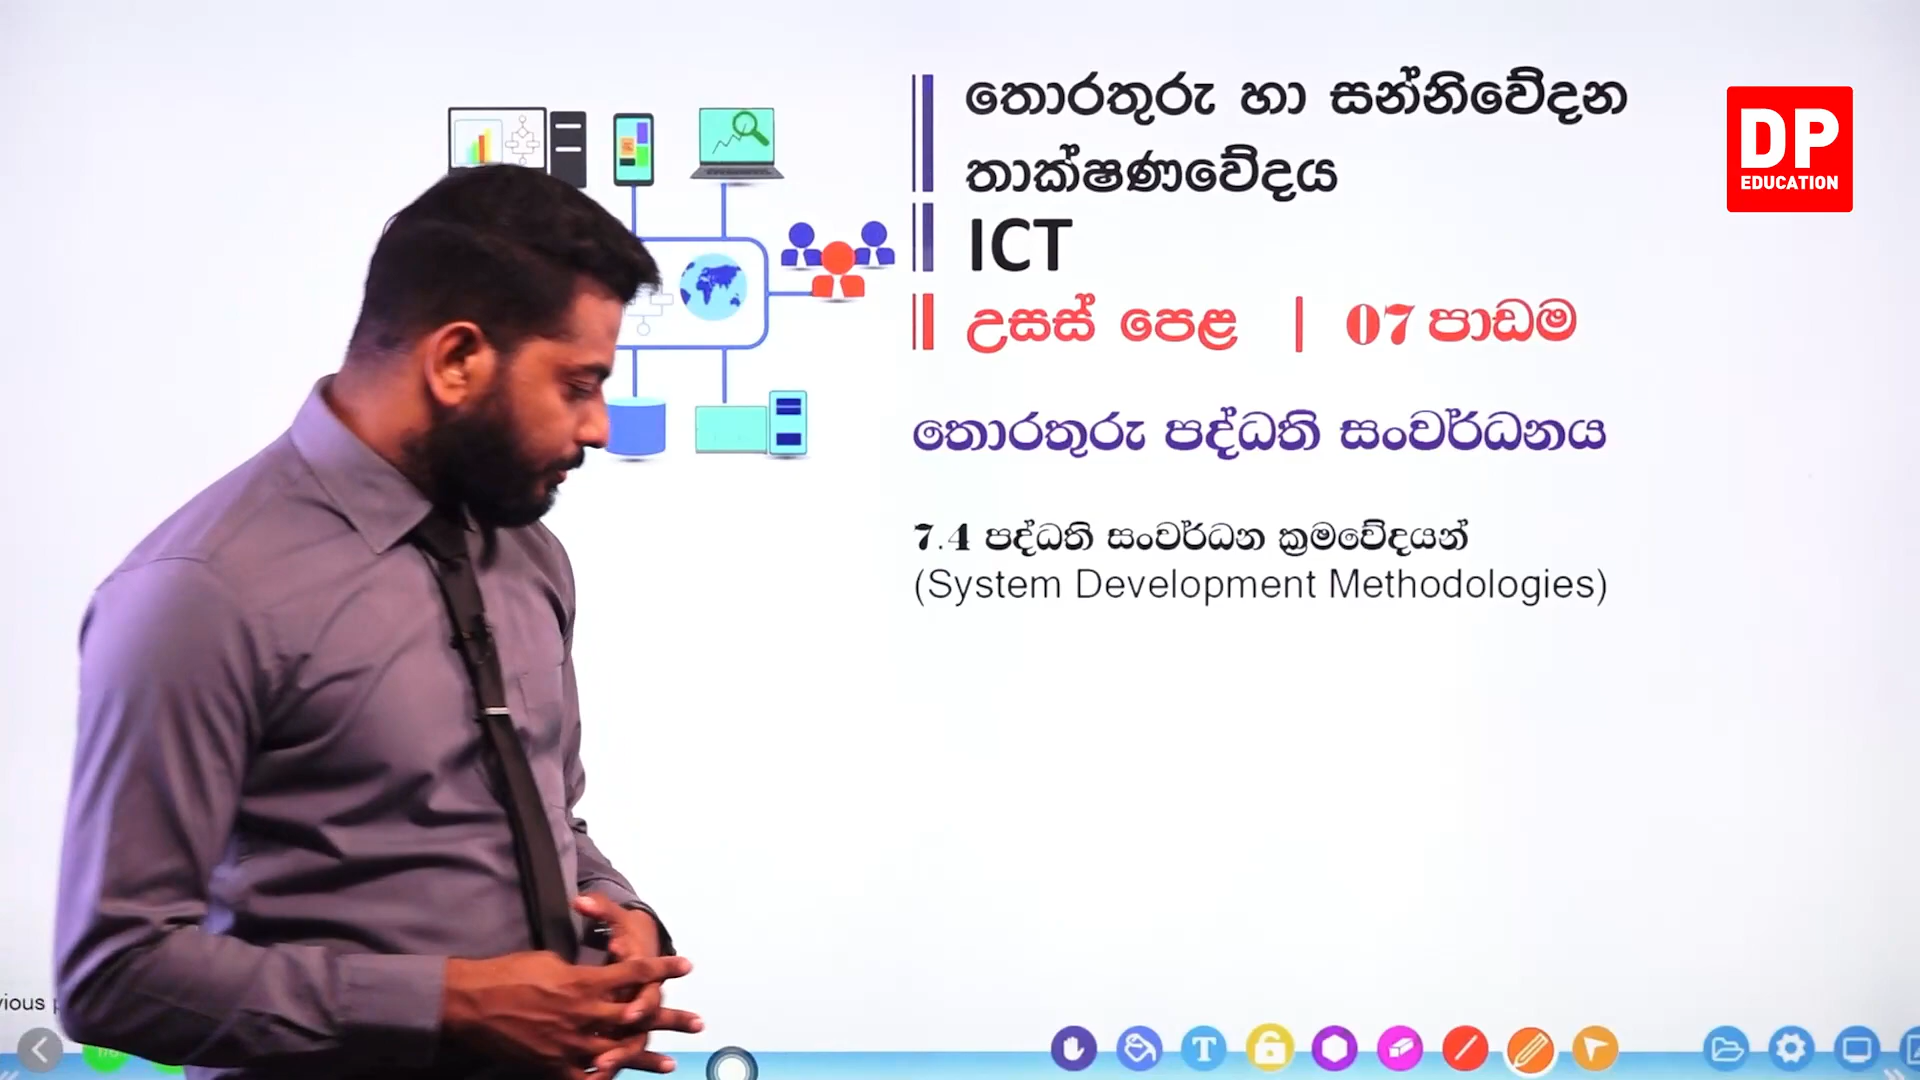 තොරතුරු හා සන්නිවේදන
තාක්ෂණවේදය
ICT
උසස් පෙළ | 07 පාඩම
තොරතුරු පද්ධති සංවර්ධනය
7.4 පද්ධති සංවර්ධන ක්‍රමවේදයන්
(System Development Methodologies)
DP
EDUCATION